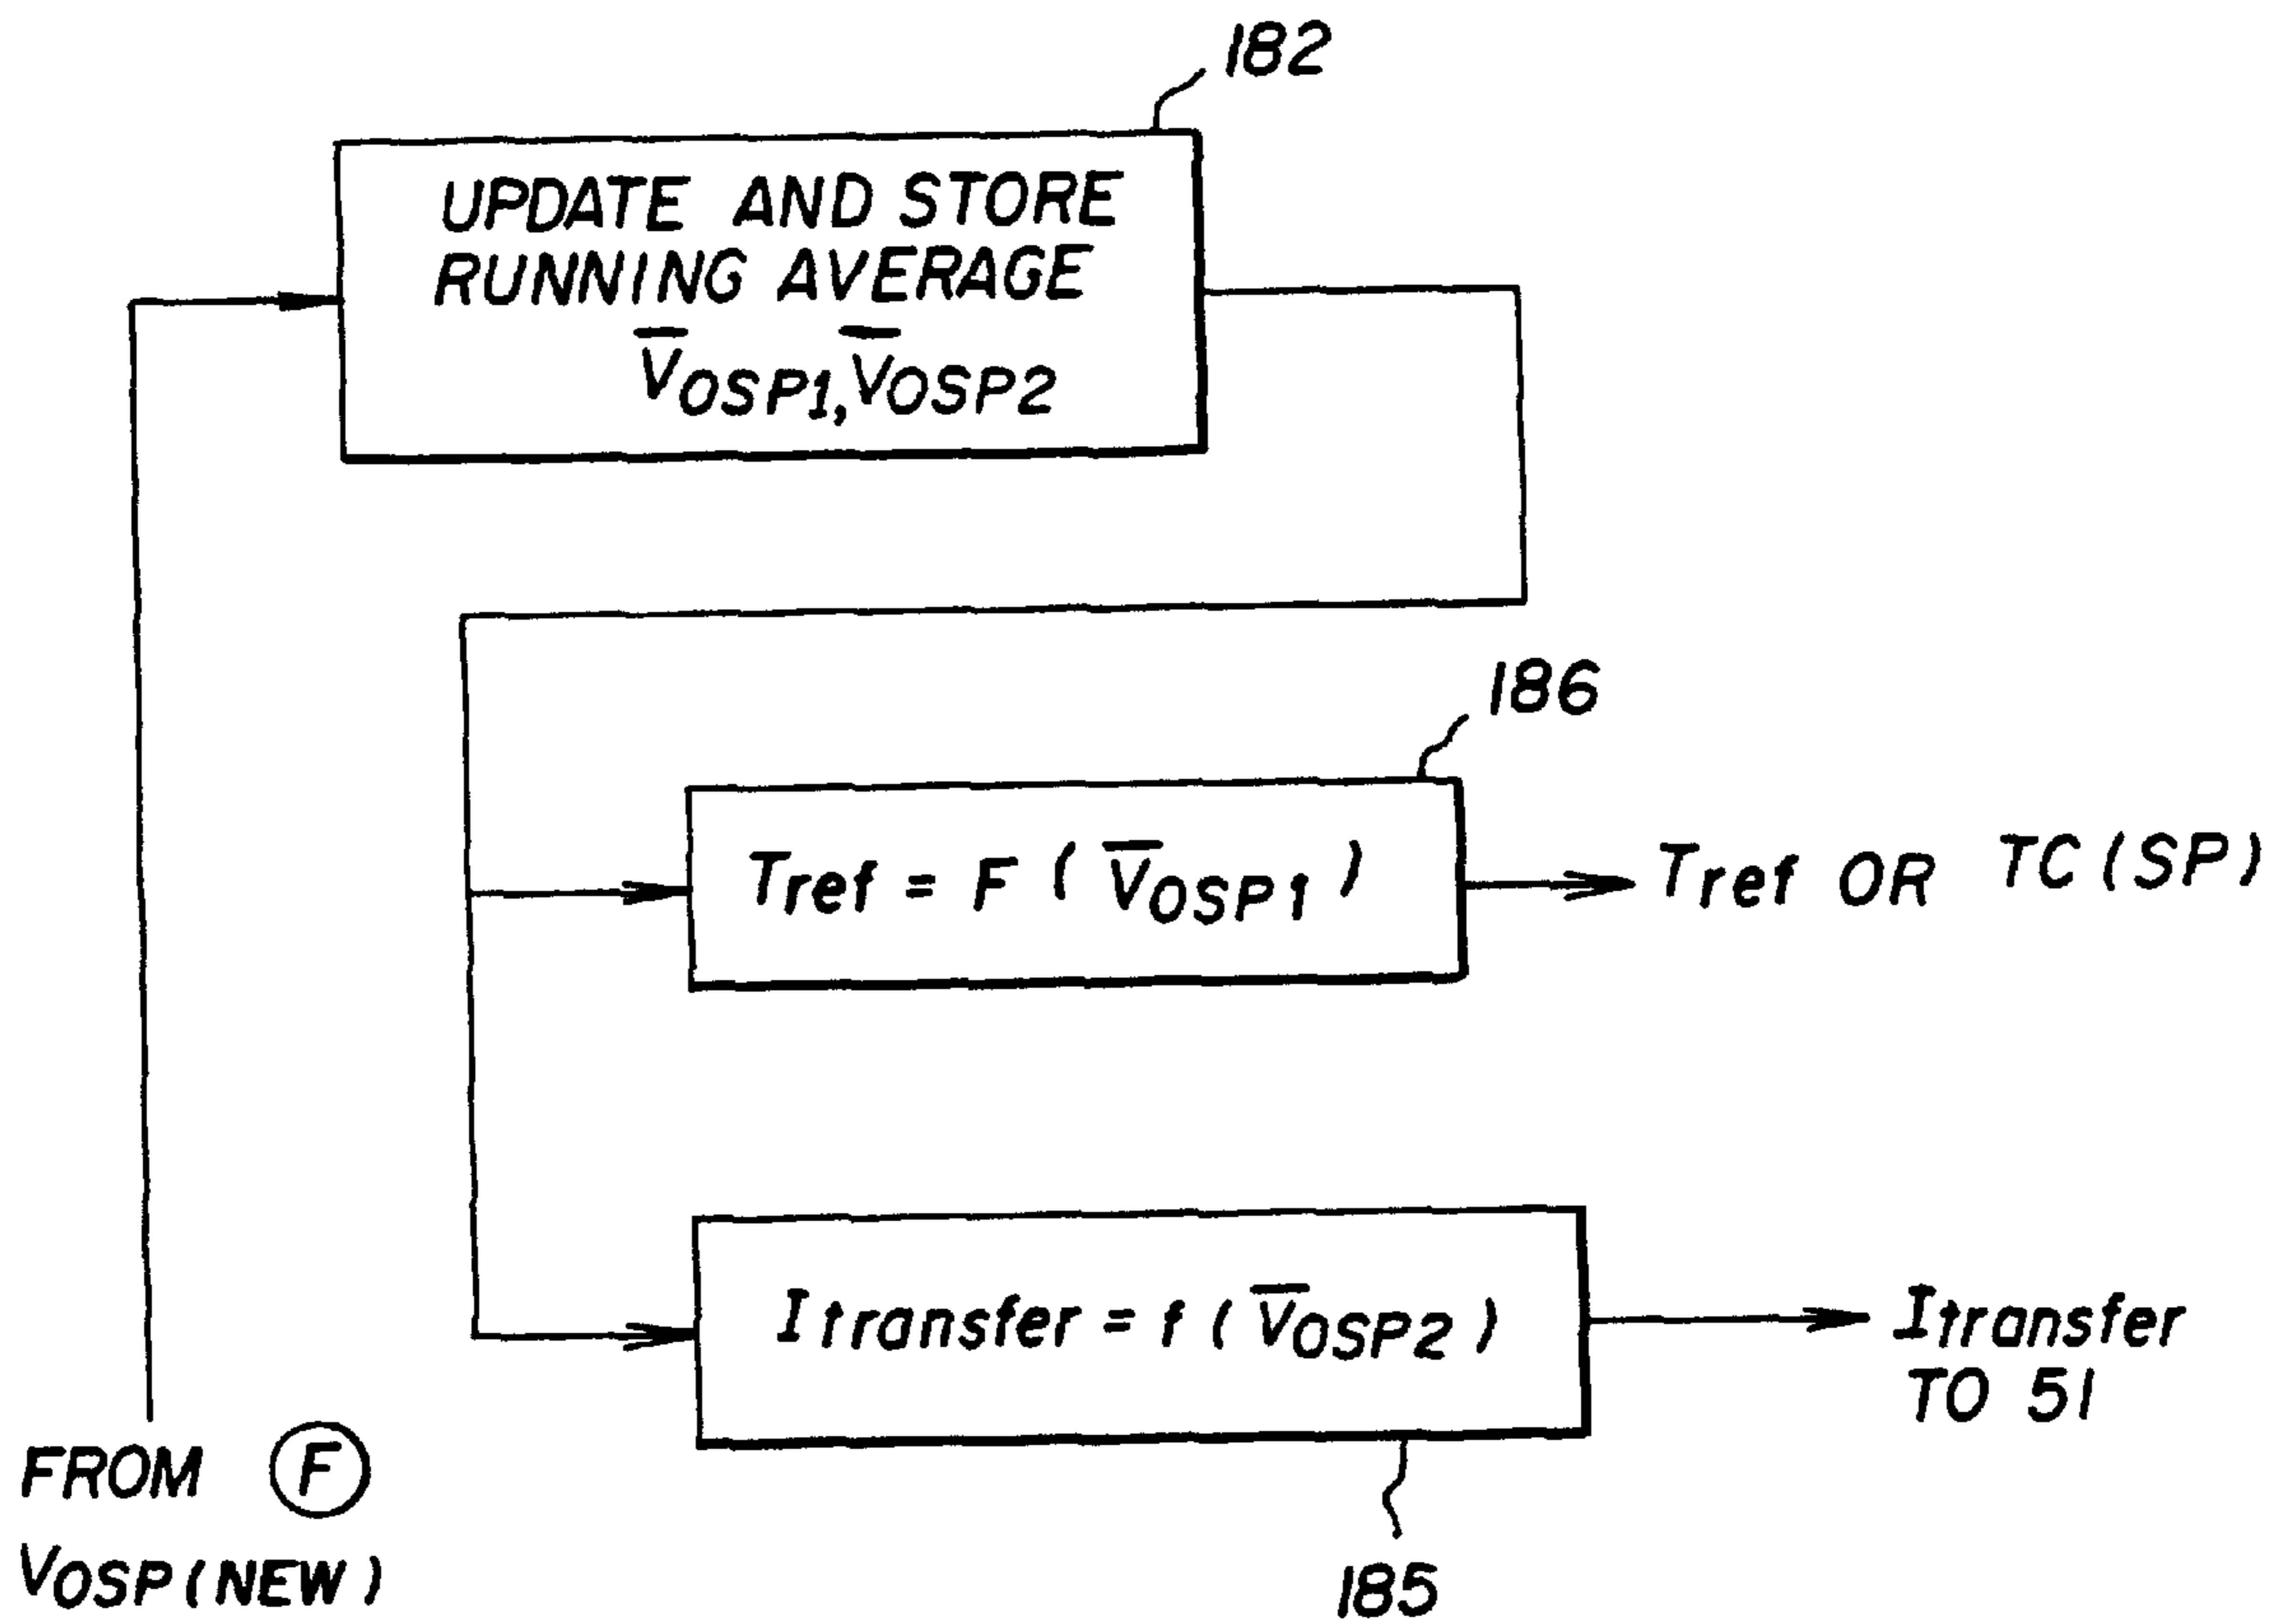 182
UPDATE AND STORE
RUNNING AVERAGE
V̅OSP1, V̅OSP2
186
Tref = F ( V̅OSP1 )
Tref OR TC (SP)
Itransfer = f ( V̅OSP2 )
Itransfer
TO 51
185
FROM F
VOSP (NEW)